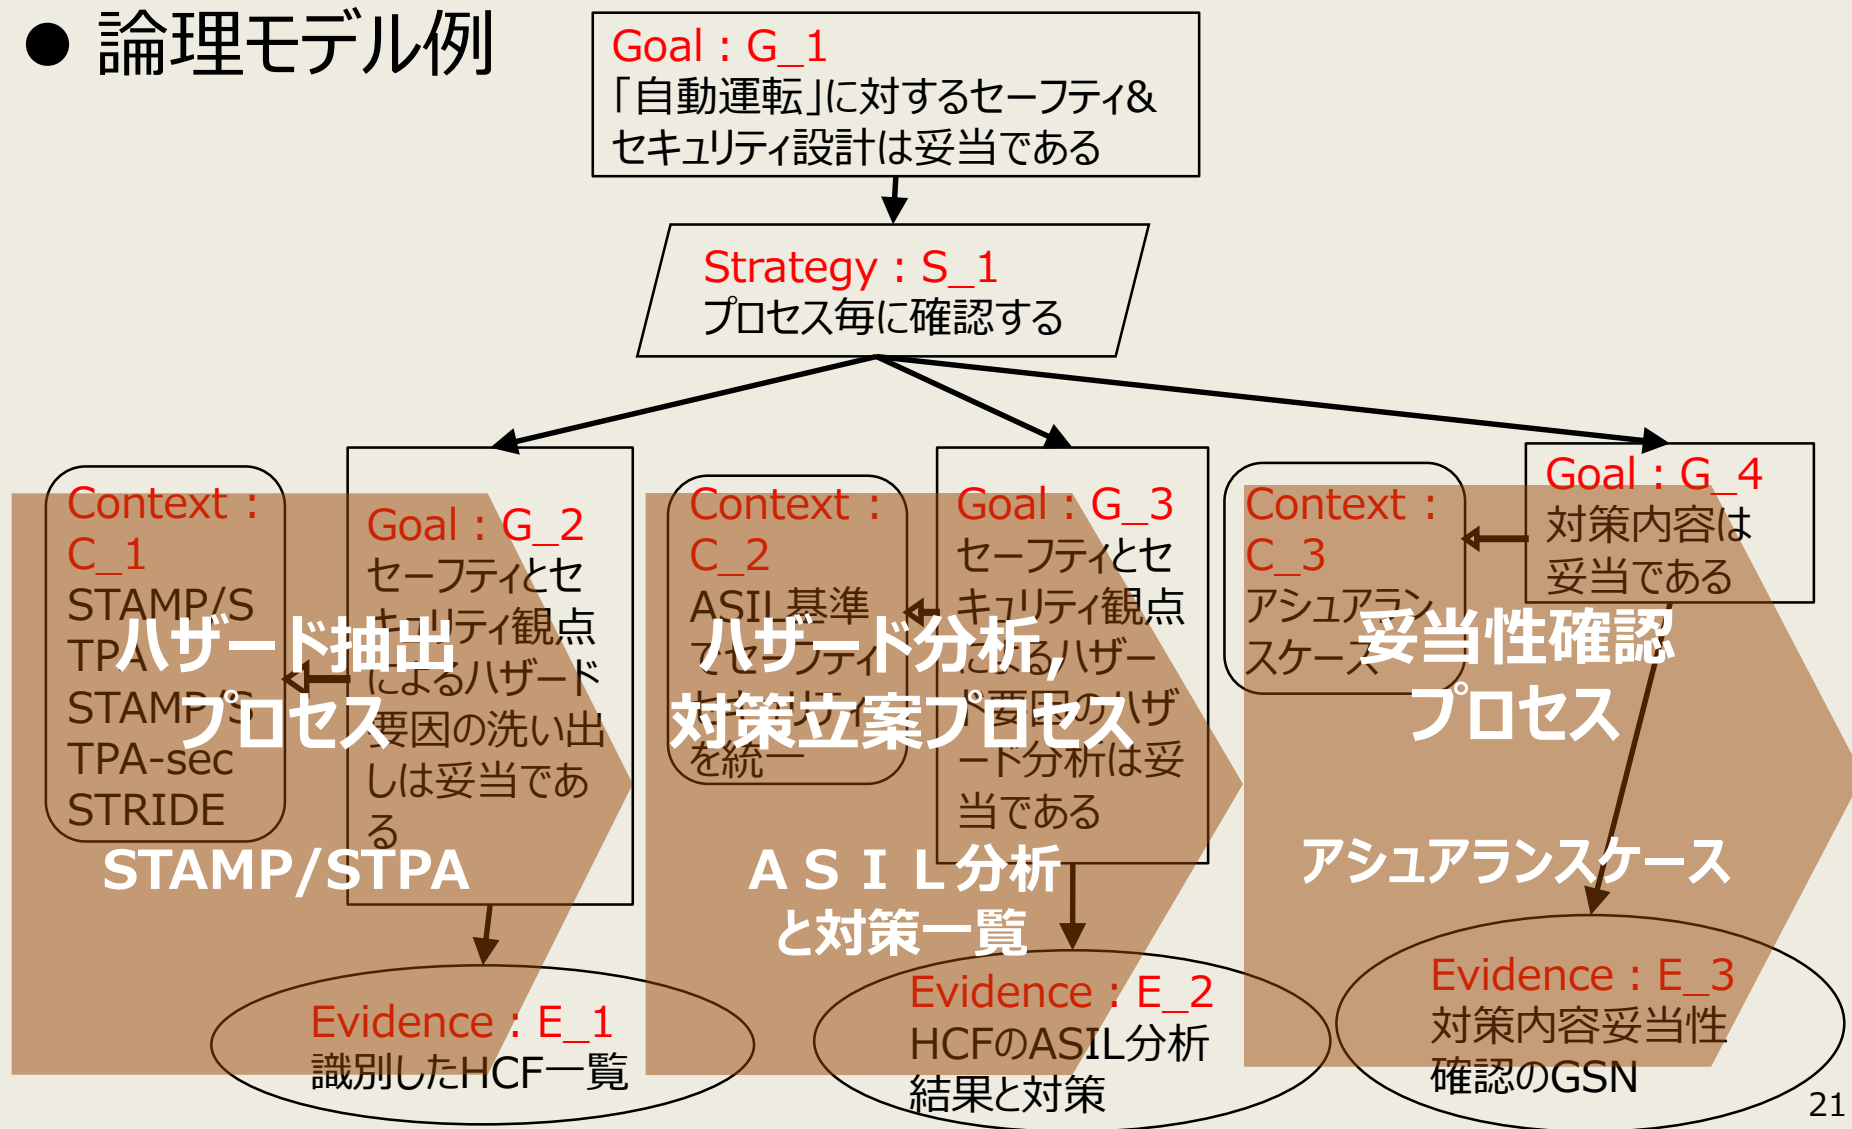 ● 論理モデル例
Goal：G_1
「自動運転」に対するセーフティ&
セキュリティ設計は妥当である
Strategy：S_1
プロセス毎に確認する
Context：
C_1
STAMP/S
TPA
STAMP/S
TPA-sec
STRIDE
Goal：G_2
セーフティとセ
キュリティ観点
によるハザード
要因の洗い出
しは妥当であ
る
ハザード抽出
プロセス
STAMP/STPA
Evidence：E_1
識別したHCF一覧
Context：
C_2
ASIL基準
でセーフティ
とセキュリティ
を統一
Goal：G_3
セーフティとセ
キュリティ観点
によるハザー
ド要因のハザ
ード分析は妥
当である
ハザード分析,
対策立案プロセス
ＡＳＩＬ分析
と対策一覧
Evidence：E_2
HCFのASIL分析
結果と対策
Context：
C_3
アシュアラン
スケース
Goal：G_4
対策内容は
妥当である
妥当性確認
プロセス
アシュアランスケース
Evidence：E_3
対策内容妥当性
確認のGSN
21